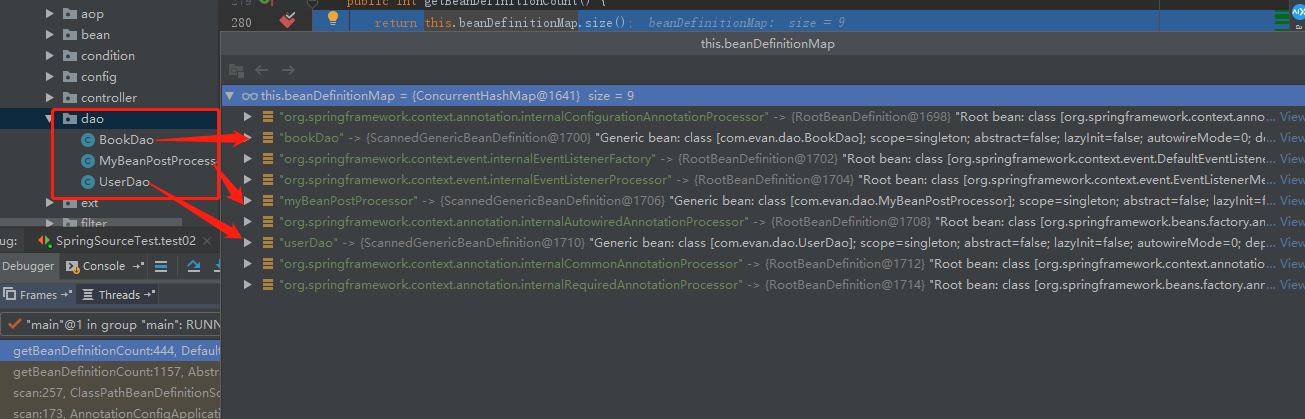 aop
bean
condition
config
controller
dao
BookDao
MyBeanPostProcess
UserDao
ext
filter
ug:
SpringSourceTest.test02 ×
Debugger
Console
Frames
Threads
"main"@1 in group "main": RUNN
getBeanDefinitionCount:444, Default
getBeanDefinitionCount:1157, Abstra
scan:257, ClassPathBeanDefinitionSc
scan:173, AnnotationConfigApplicati
279 public int getBeanDefinitionCount() {
280 return this.beanDefinitionMap.size(); beanDefinitionMap: size = 9
this.beanDefinitionMap
this.beanDefinitionMap = {ConcurrentHashMap@1641} size = 9
"org.springframework.context.annotation.internalConfigurationAnnotationProcessor" -> {RootBeanDefinition@1698} "Root bean: class [org.springframework.context.anno... View
"bookDao" -> {ScannedGenericBeanDefinition@1700} "Generic bean: class [com.evan.dao.BookDao]; scope=singleton; abstract=false; lazyInit=false; autowireMode=0; de... View
"org.springframework.context.event.internalEventListenerFactory" -> {RootBeanDefinition@1702} "Root bean: class [org.springframework.context.event.DefaultEventListene... View
"org.springframework.context.event.internalEventListenerProcessor" -> {RootBeanDefinition@1704} "Root bean: class [org.springframework.context.event.EventListenerMe... View
"myBeanPostProcessor" -> {ScannedGenericBeanDefinition@1706} "Generic bean: class [com.evan.dao.MyBeanPostProcessor]; scope=singleton; abstract=false; lazyInit=f... View
"org.springframework.context.annotation.internalAutowiredAnnotationProcessor" -> {RootBeanDefinition@1708} "Root bean: class [org.springframework.beans.factory.an... View
"userDao" -> {ScannedGenericBeanDefinition@1710} "Generic bean: class [com.evan.dao.UserDao]; scope=singleton; abstract=false; lazyInit=false; autowireMode=0; dep... View
"org.springframework.context.annotation.internalCommonAnnotationProcessor" -> {RootBeanDefinition@1712} "Root bean: class [org.springframework.context.annotatio... View
"org.springframework.context.annotation.internalRequiredAnnotationProcessor" -> {RootBeanDefinition@1714} "Root bean: class [org.springframework.beans.factory.anr... View